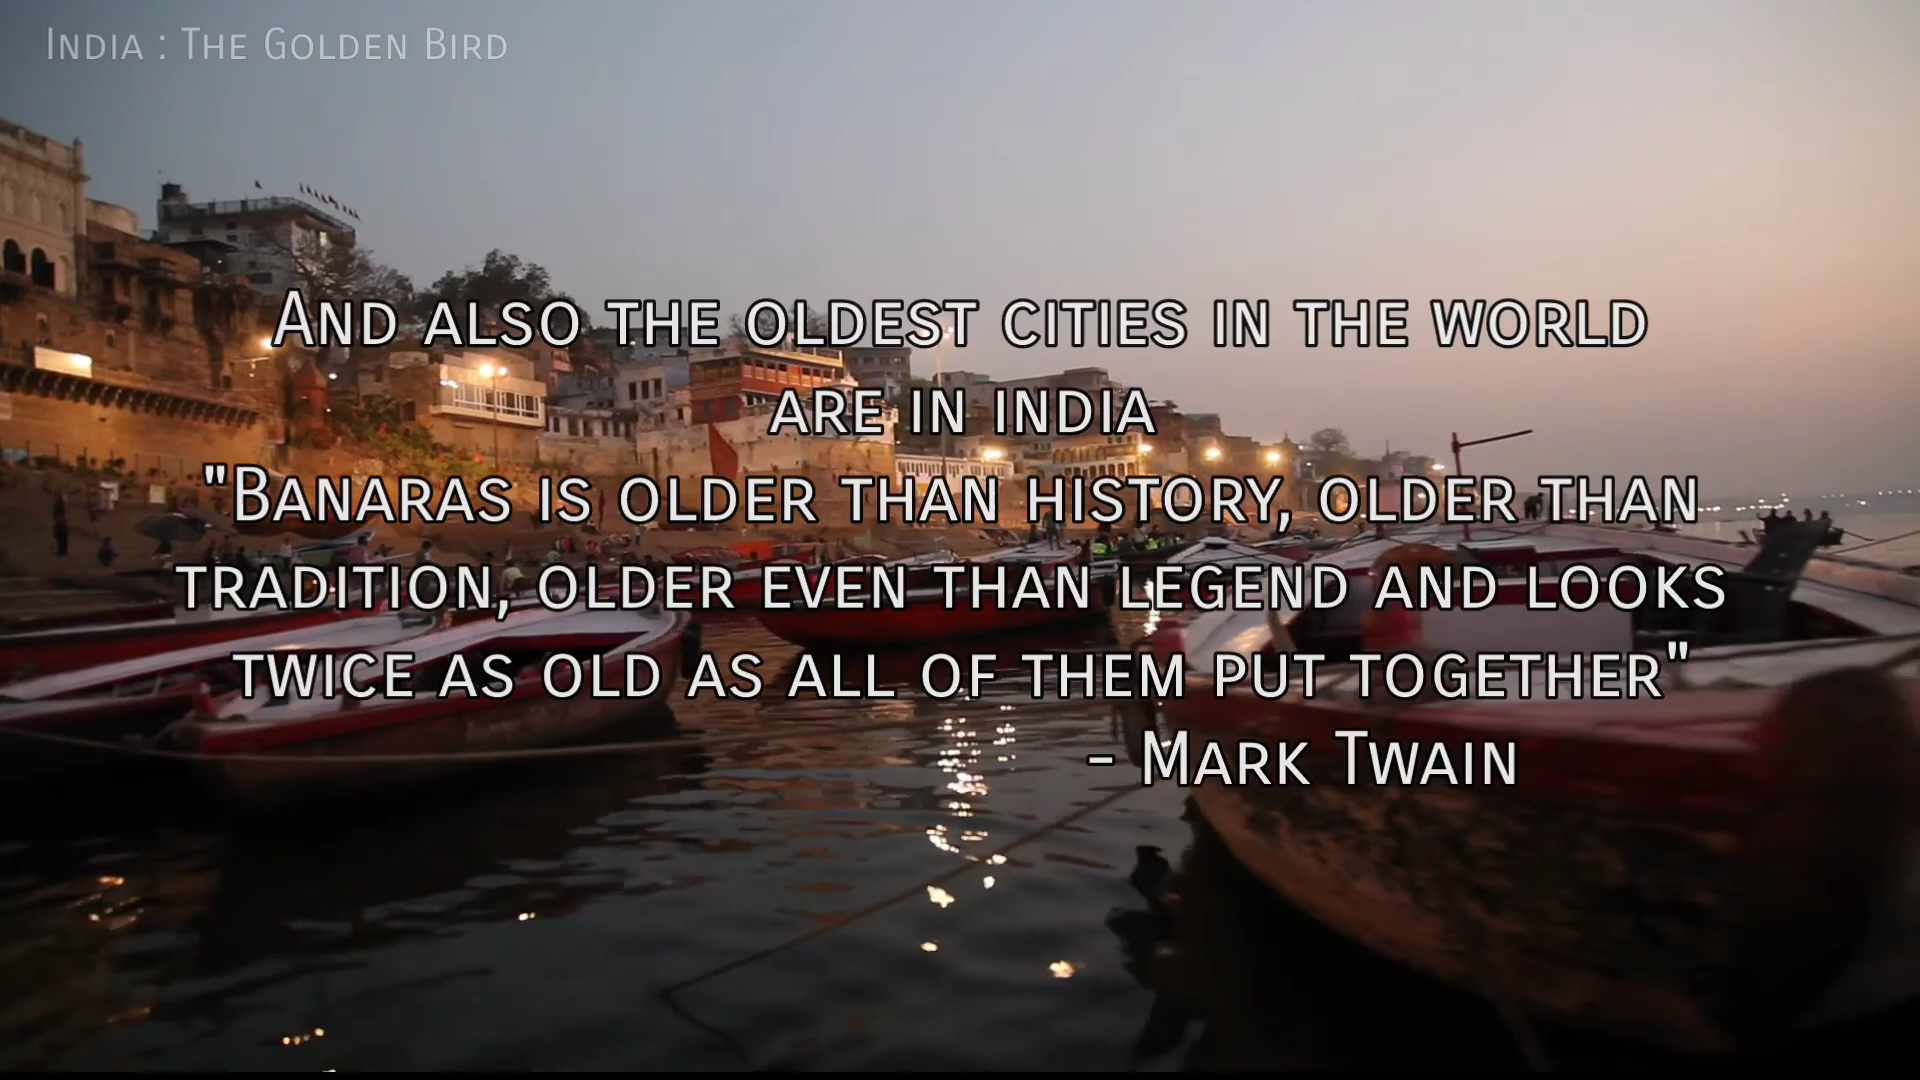 India : The Golden Bird
And also the oldest cities in the world
are in india
"Banaras is older than history, older than
tradition, older even than legend and looks
twice as old as all of them put together"
- Mark Twain